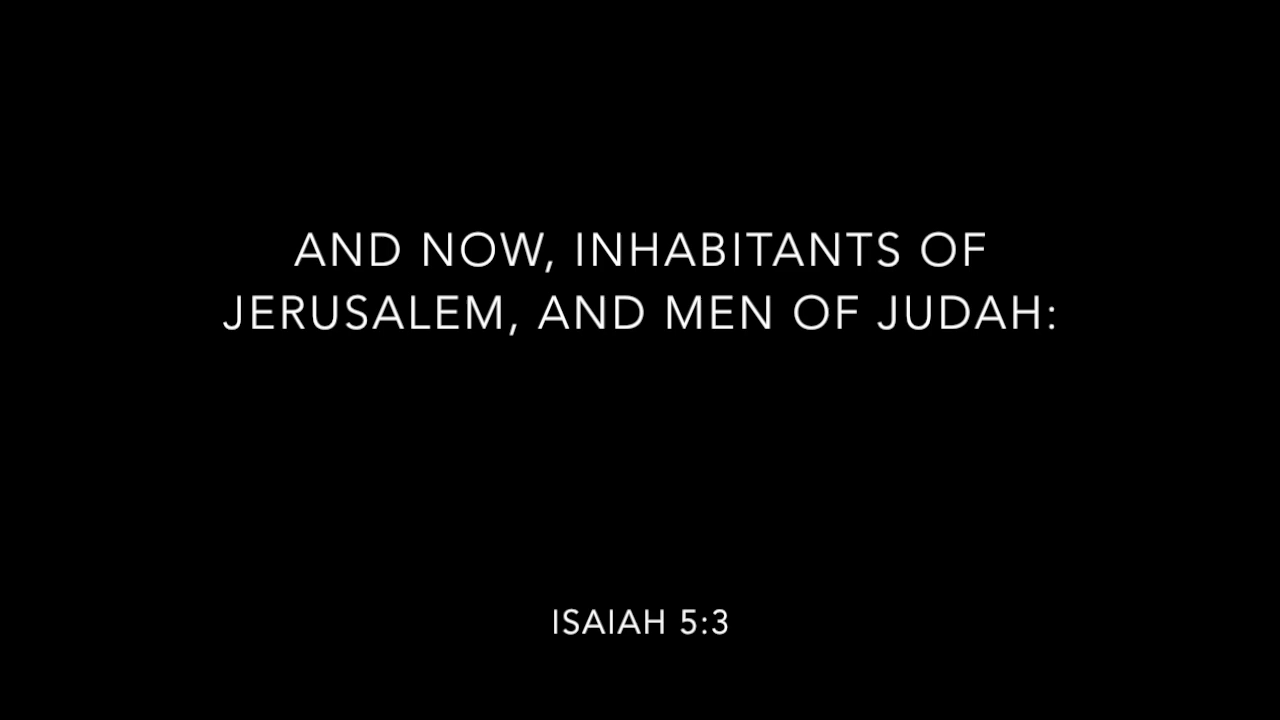 AND NOW, INHABITANTS OF
JERUSALEM, AND MEN OF JUDAH:
ISAIAH 5:3